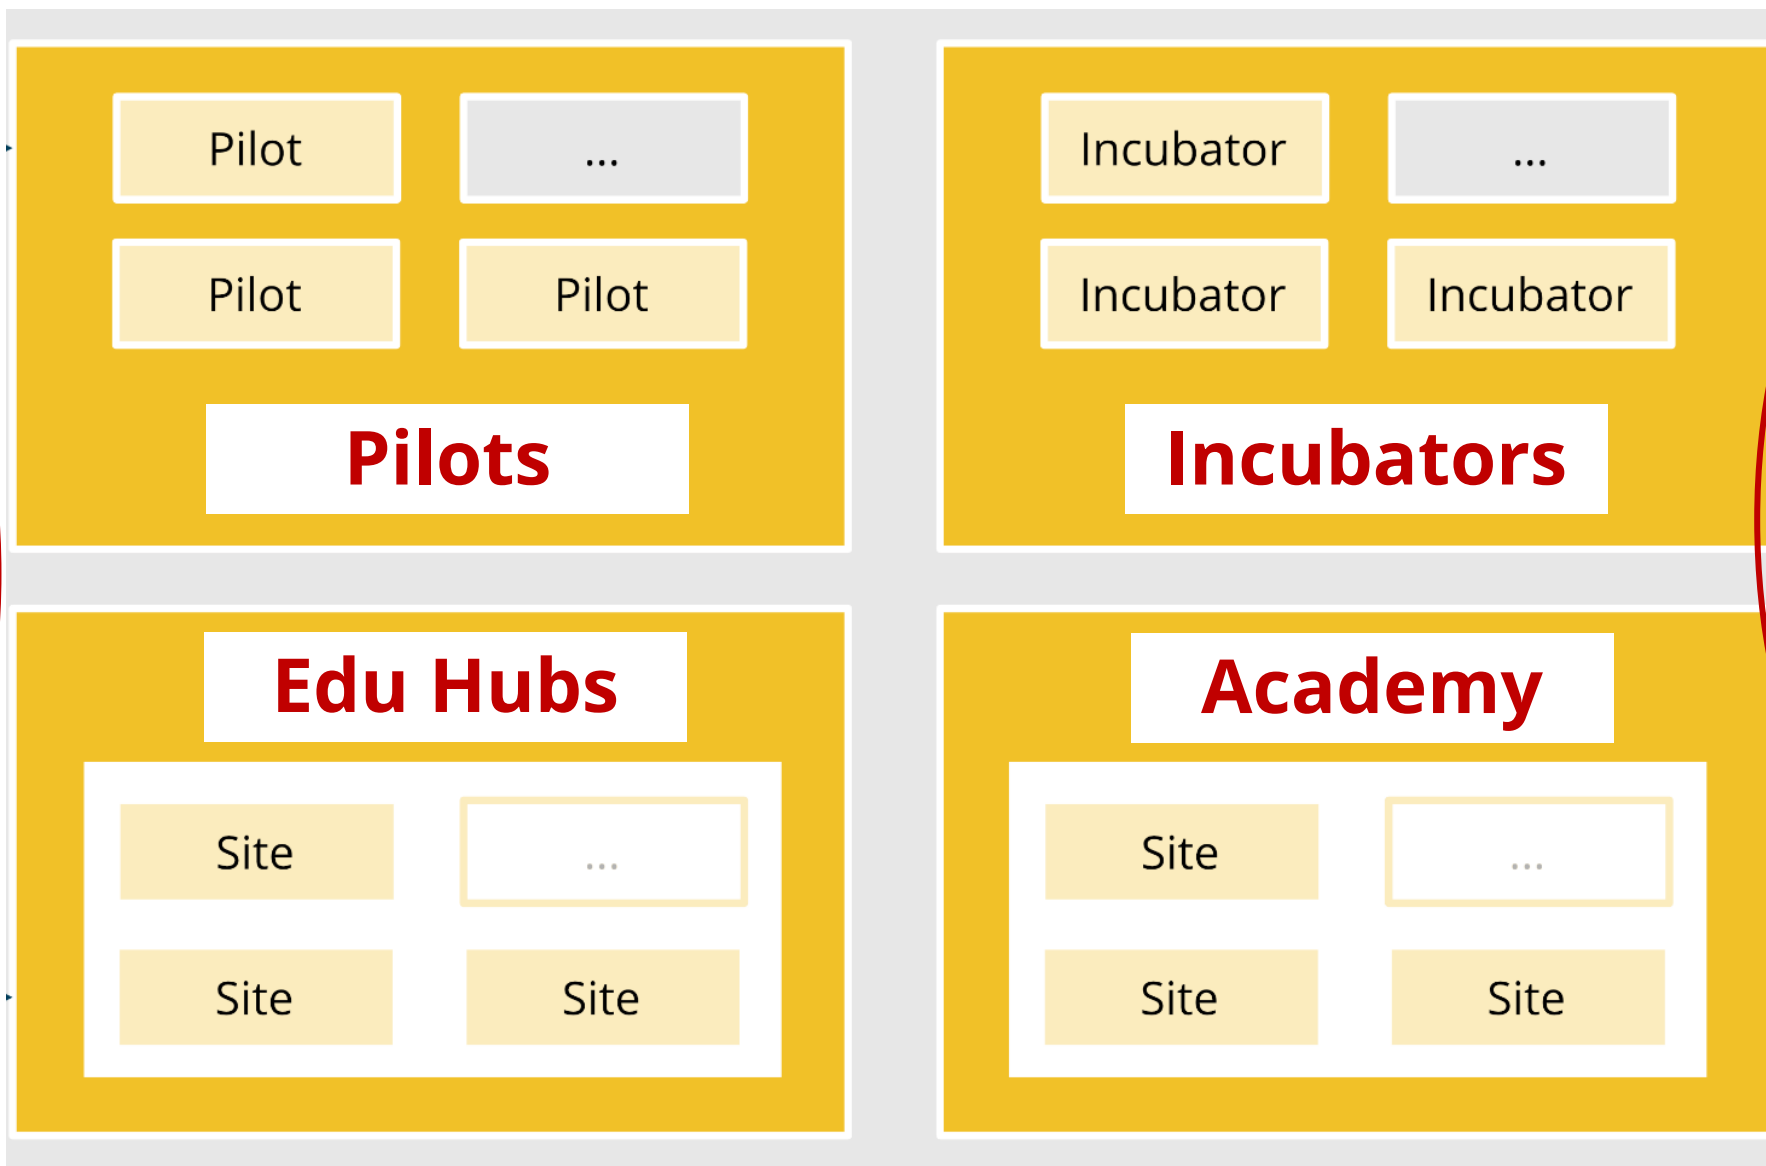 Pilot
...
Pilot
Pilot
Pilots
Incubator
...
Incubator
Incubator
Incubators
Edu Hubs
Site
...
Site
Site
Academy
Site
...
Site
Site